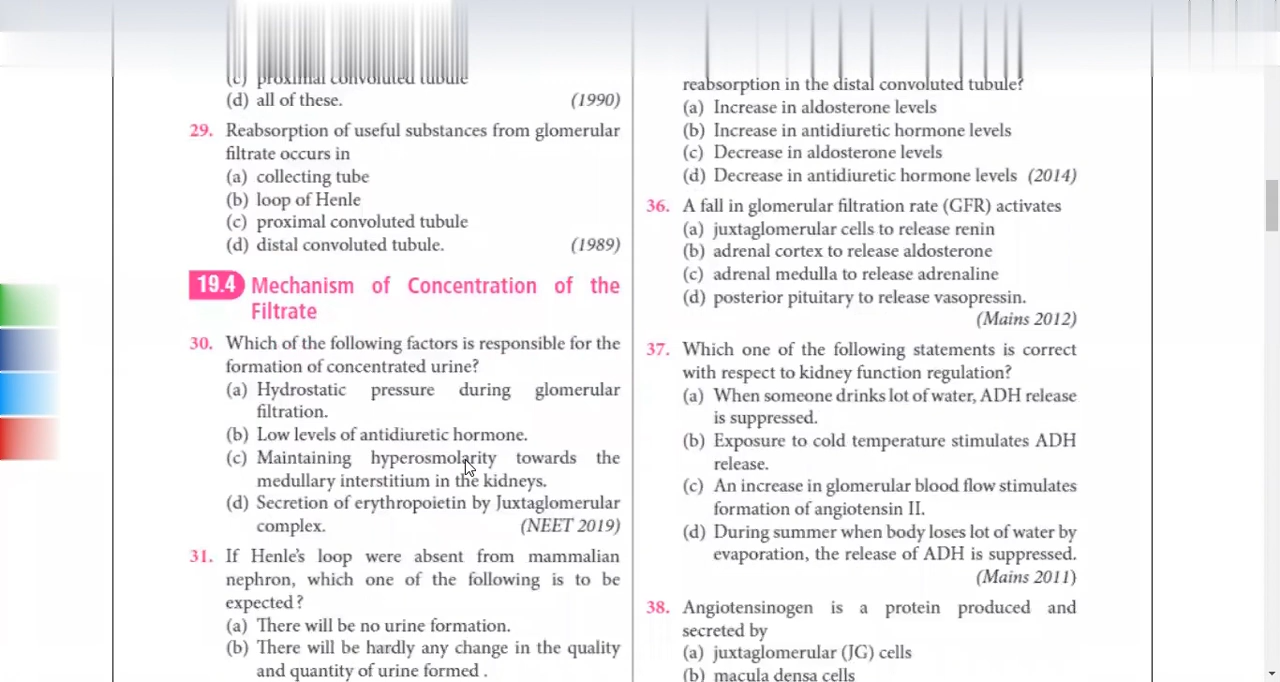 (c) proximal convoluted tubule
(d) all of these. (1990)
29. Reabsorption of useful substances from glomerular
filtrate occurs in
(a) collecting tube
(b) loop of Henle
(c) proximal convoluted tubule
(d) distal convoluted tubule. (1989)
19.4 Mechanism of Concentration of the
Filtrate
30. Which of the following factors is responsible for the
formation of concentrated urine?
(a) Hydrostatic pressure during glomerular
filtration.
(b) Low levels of antidiuretic hormone.
(c) Maintaining hyperosmolarity towards the
medullary interstitium in the kidneys.
(d) Secretion of erythropoietin by Juxtaglomerular
complex. (NEET 2019)
31. If Henle's loop were absent from mammalian
nephron, which one of the following is to be
expected?
(a) There will be no urine formation.
(b) There will be hardly any change in the quality
and quantity of urine formed .
reabsorption in the distal convoluted tubule?
(a) Increase in aldosterone levels
(b) Increase in antidiuretic hormone levels
(c) Decrease in aldosterone levels
(d) Decrease in antidiuretic hormone levels (2014)
36. A fall in glomerular filtration rate (GFR) activates
(a) juxtaglomerular cells to release renin
(b) adrenal cortex to release aldosterone
(c) adrenal medulla to release adrenaline
(d) posterior pituitary to release vasopressin.
(Mains 2012)
37. Which one of the following statements is correct
with respect to kidney function regulation?
(a) When someone drinks lot of water, ADH release
is suppressed.
(b) Exposure to cold temperature stimulates ADH
release.
(c) An increase in glomerular blood flow stimulates
formation of angiotensin II.
(d) During summer when body loses lot of water by
evaporation, the release of ADH is suppressed.
(Mains 2011)
38. Angiotensinogen is a protein produced and
secreted by
(a) juxtaglomerular (JG) cells
(b) macula densa cells